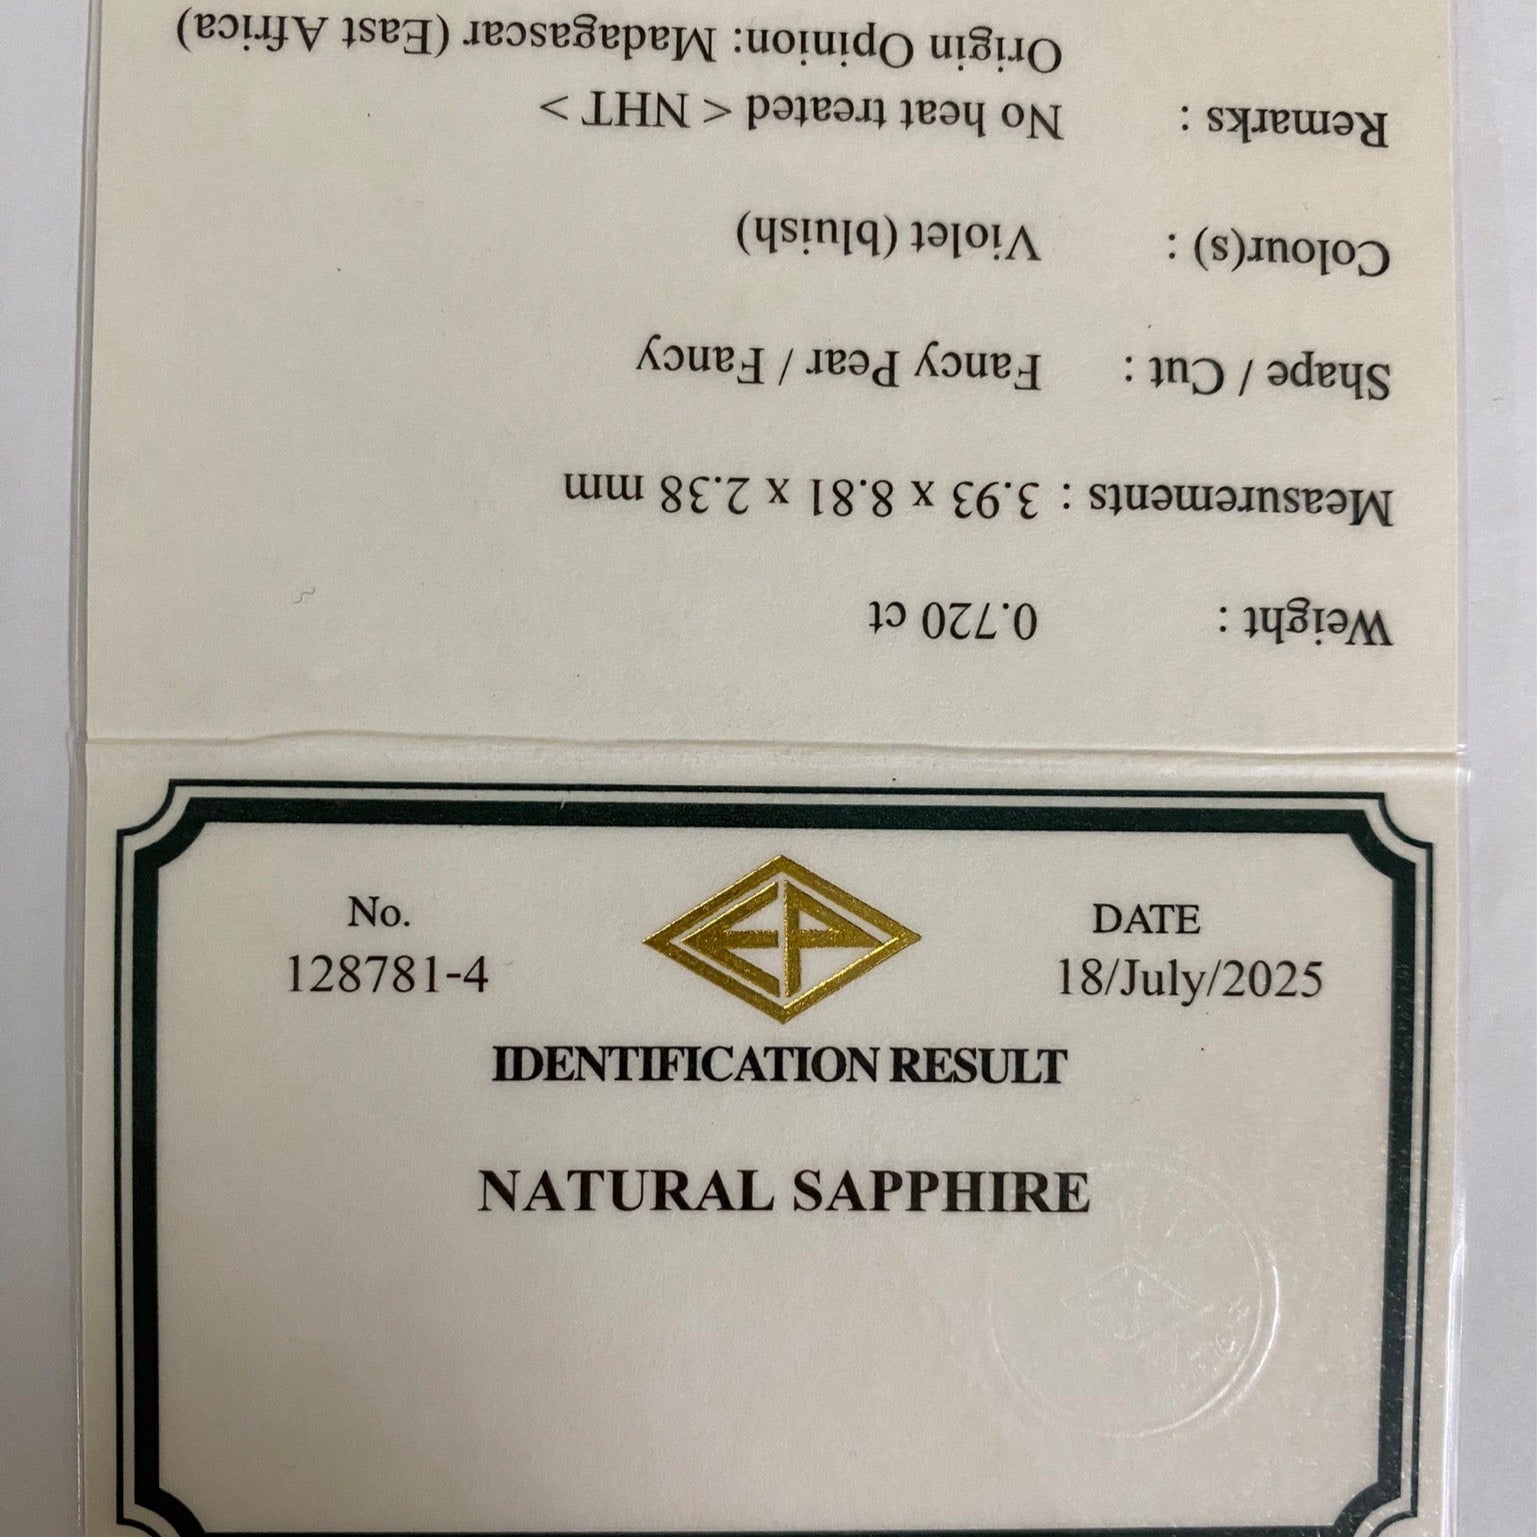 No.
128781-4
EP
DATE
18/July/2025
IDENTIFICATION RESULT
NATURAL SAPPHIRE
Weight : 0.720 ct
Measurements : 3.93 x 8.81 x 2.38 mm
Shape / Cut : Fancy Pear / Fancy
Colour(s) : Violet (bluish)
Remarks : No heat treated < NHT >
Origin Opinion: Madagascar (East Africa)